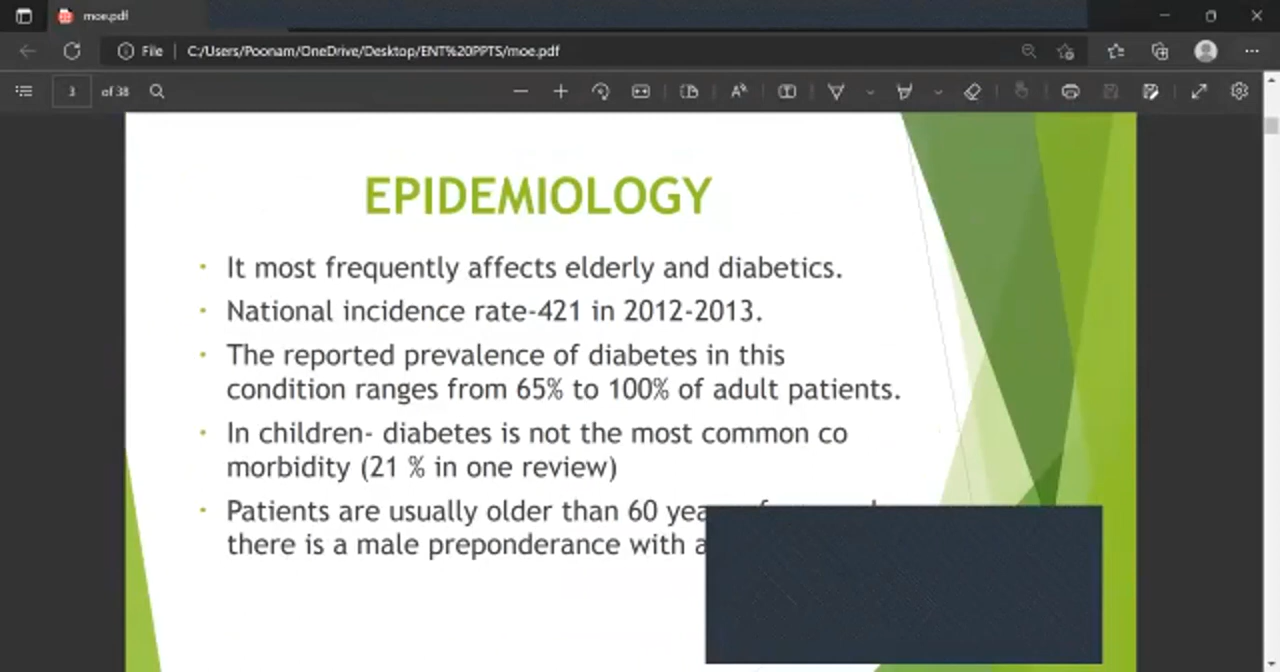 moe.pdf
File | C:/Users/Poonam/OneDrive/Desktop/ENT%20PPTS/moe.pdf
3 of 38
EPIDEMIOLOGY
• It most frequently affects elderly and diabetics.
• National incidence rate-421 in 2012-2013.
• The reported prevalence of diabetes in this
condition ranges from 65% to 100% of adult patients.
• In children- diabetes is not the most common co
morbidity (21 % in one review)
• Patients are usually older than 60
there is a male preponderance with